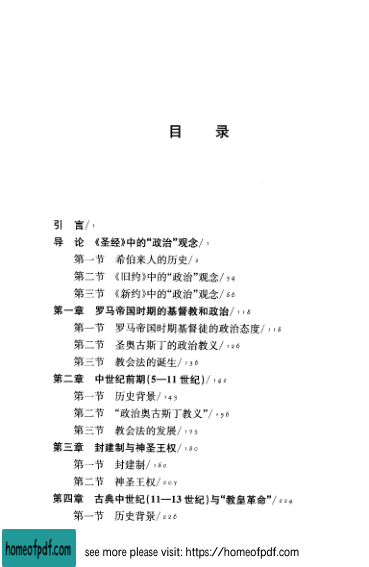 目 录
引 言/1
导 论 《圣经》中的“政治”观念/1
第一节 希伯来人的历史/2
第二节 《旧约》中的“政治”观念/34
第三节 《新约》中的“政治”观念/86
第一章 罗马帝国时期的基督教和政治/118
第一节 罗马帝国时期基督徒的政治态度/118
第二节 圣奥古斯丁的政治教义/126
第三节 教会法的诞生/136
第二章 中世纪前期(5—11世纪)/142
第一节 历史背景/143
第二节 “政治奥古斯丁教义”/156
第三节 教会法的发展/173
第三章 封建制与神圣王权/180
第一节 封建制/180
第二节 神圣王权/207
第四章 古典中世纪(11—13世纪)与“教皇革命”/224
第一节 历史背景/226
homeofpdf.com
see more please visit: https://homeofpdf.com